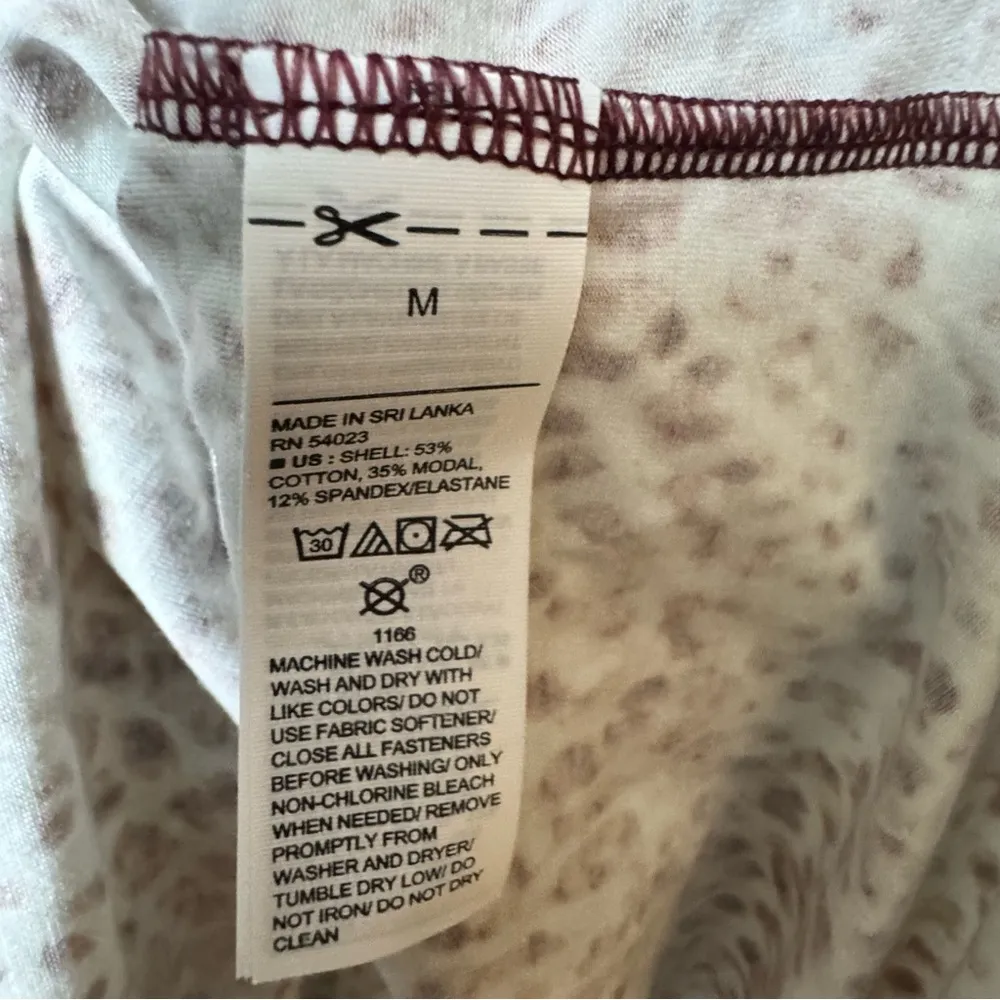 M
MADE IN SRI LANKA
RN 54023
US : SHELL: 53%
COTTON, 35% MODAL,
12% SPANDEX/ELASTANE
30
®
1166
MACHINE WASH COLD/
WASH AND DRY WITH
LIKE COLORS/ DO NOT
USE FABRIC SOFTENER/
CLOSE ALL FASTENERS
BEFORE WASHING/ ONLY
NON-CHLORINE BLEACH
WHEN NEEDED/ REMOVE
PROMPTLY FROM
WASHER AND DRYER/
TUMBLE DRY LOW/ DO
NOT IRON/ DO NOT DRY
CLEAN